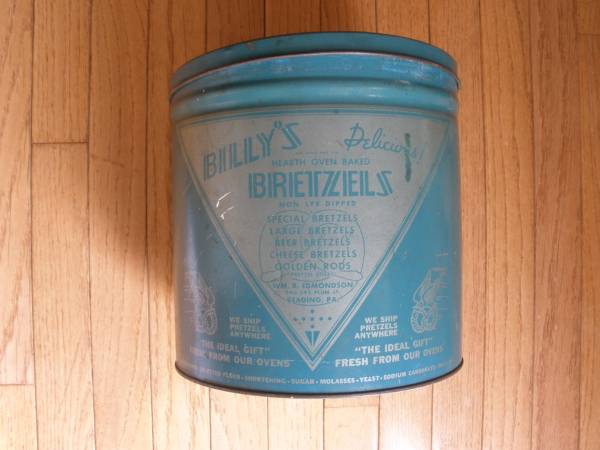 BILLY'S Delicious!
HEARTH OVEN BAKED
BRETZELS
NON LYE DIPPED
SPECIAL BRETZELS
LARGE BRETZELS
BEER BRETZELS
CHEESE BRETZELS
GOLDEN RODS
WM. B. EDMONDSON
READING, PA.
WE SHIP
PRETZELS
ANYWHERE
"THE IDEAL GIFT"
FRESH FROM OUR OVENS
WE SHIP
PRETZELS
ANYWHERE
"THE IDEAL GIFT"
FRESH FROM OUR OVENS
FLOUR - SHORTENING - SUGAR - MOLASSES - YEAST - SODIUM